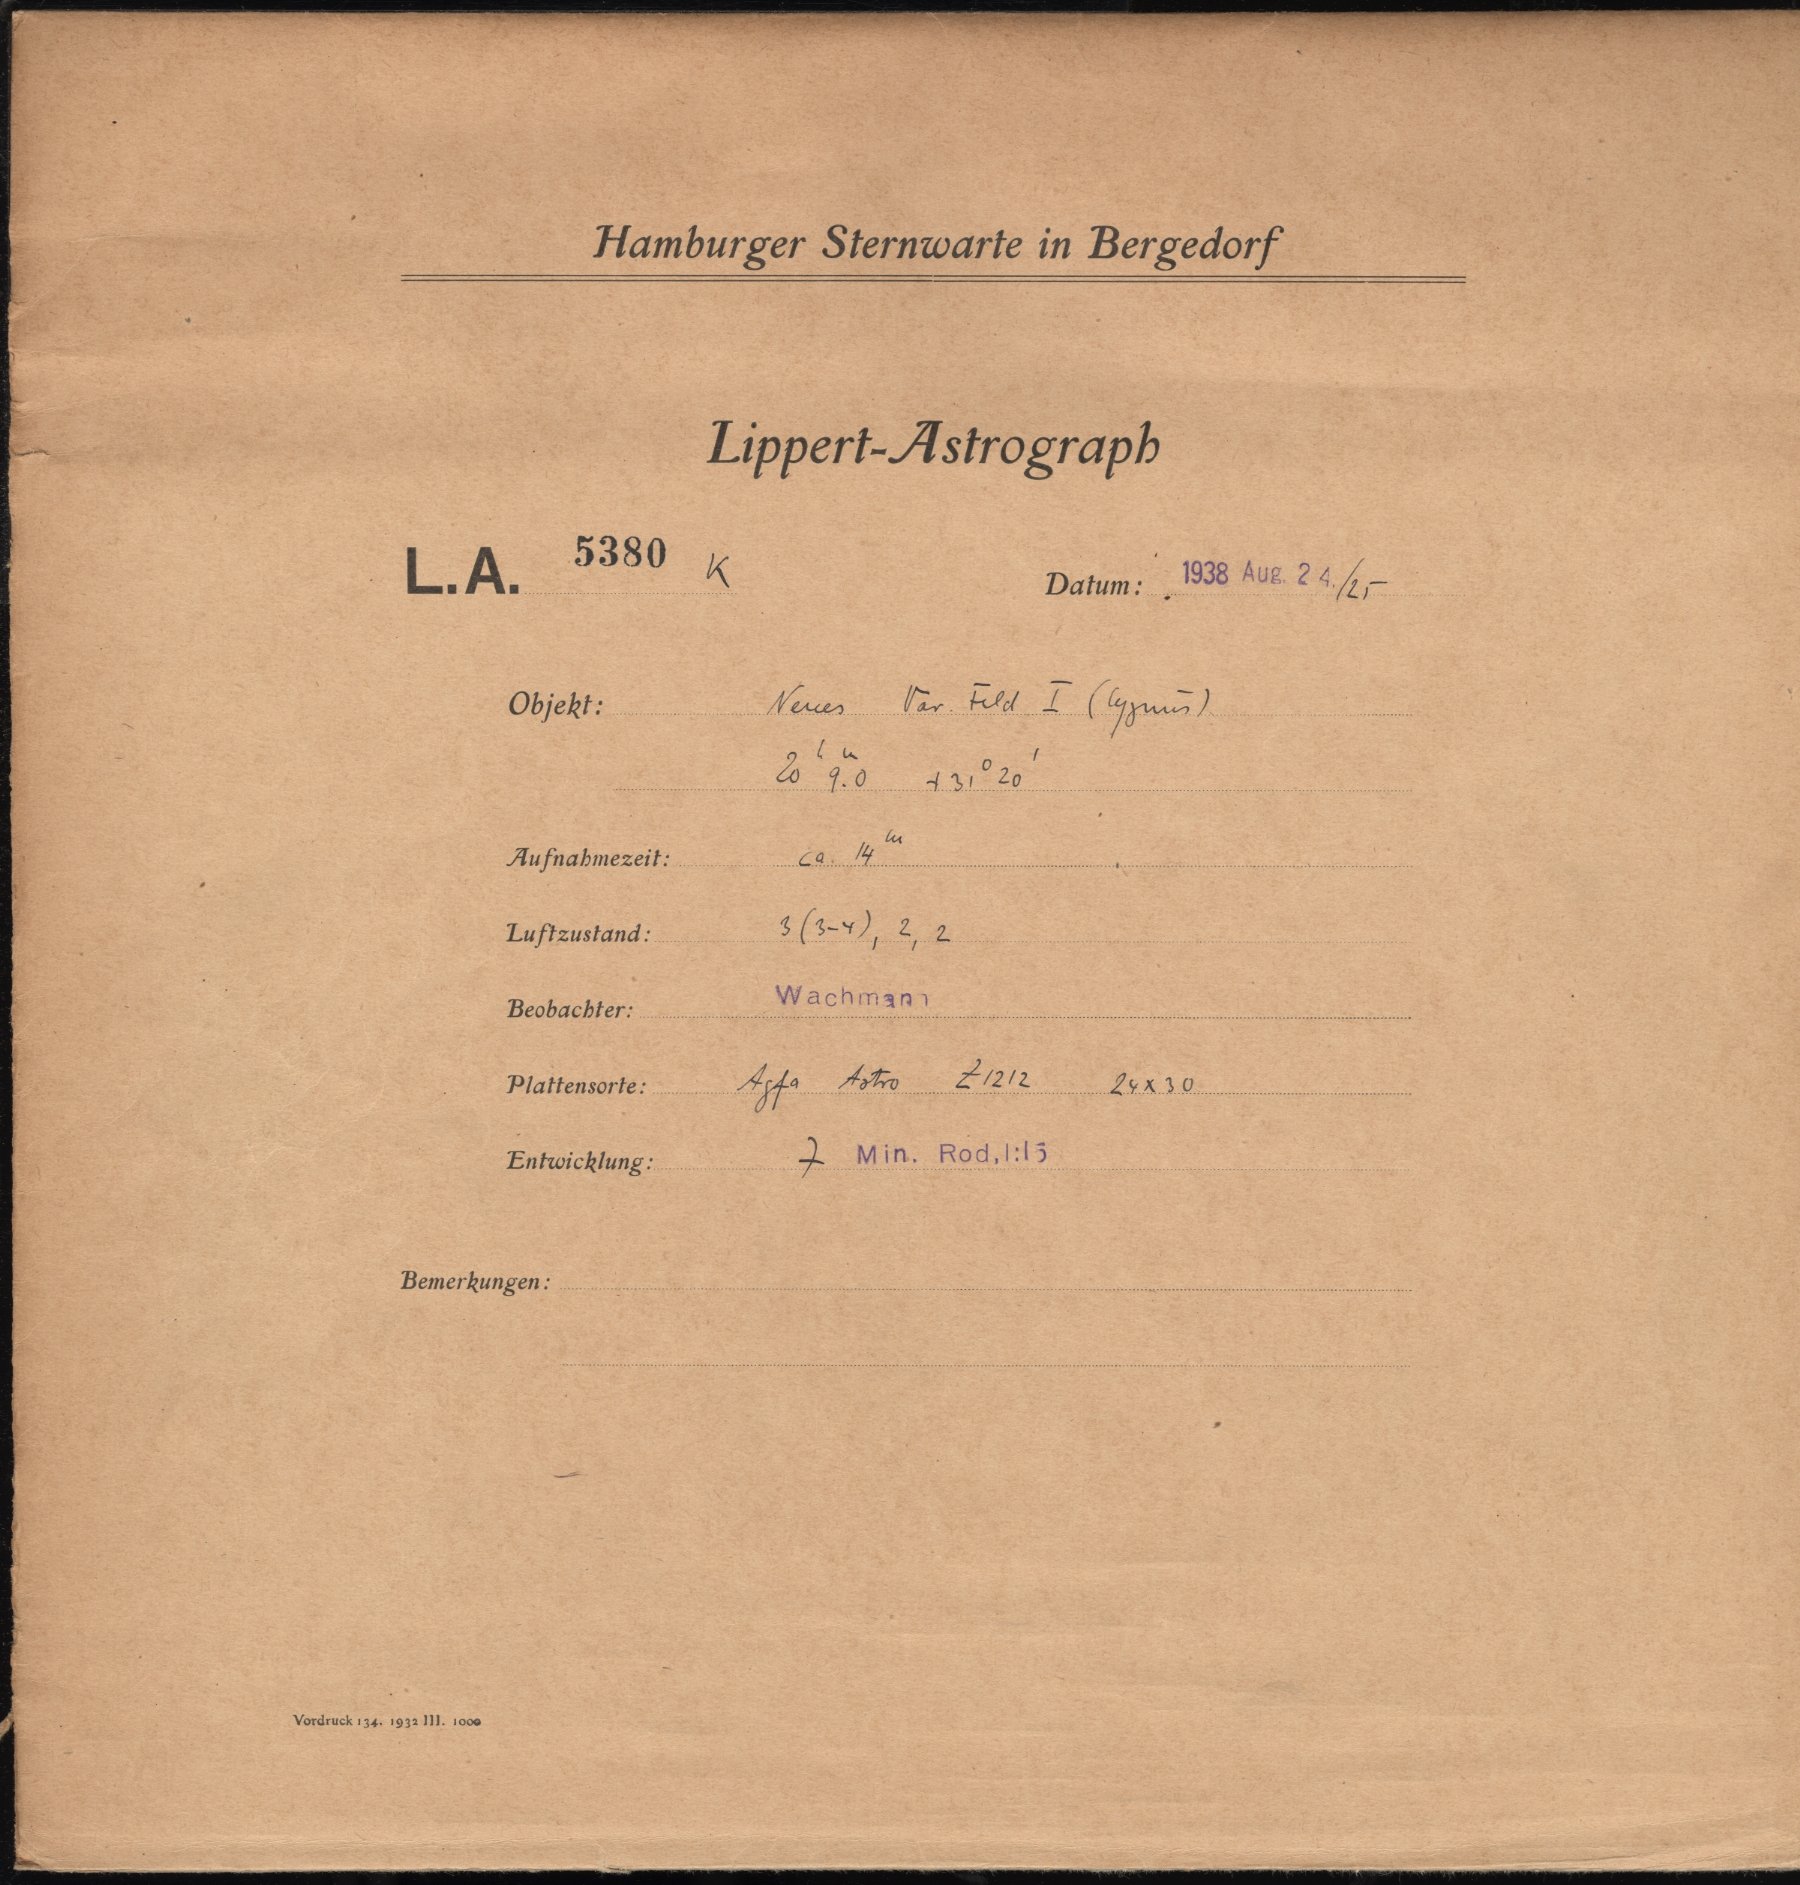 Hamburger Sternwarte in Bergedorf
Lippert-Astrograph
L.A. 5380 K Datum: 1938 Aug. 24./25
Objekt: Neues Var. Feld I (Cygnus)
20ʰ 9.0ᵐ +31° 20'
Aufnahmezeit: ca. 14ᵐ
Luftzustand: 3 (3-4), 2, 2
Beobachter: Wachmann
Plattensorte: Agfa Astro Z1212 24x30
Entwicklung: 7 Min. Rod, 1:15
Bemerkungen:
Vordruck 134. 1932 III. 1000